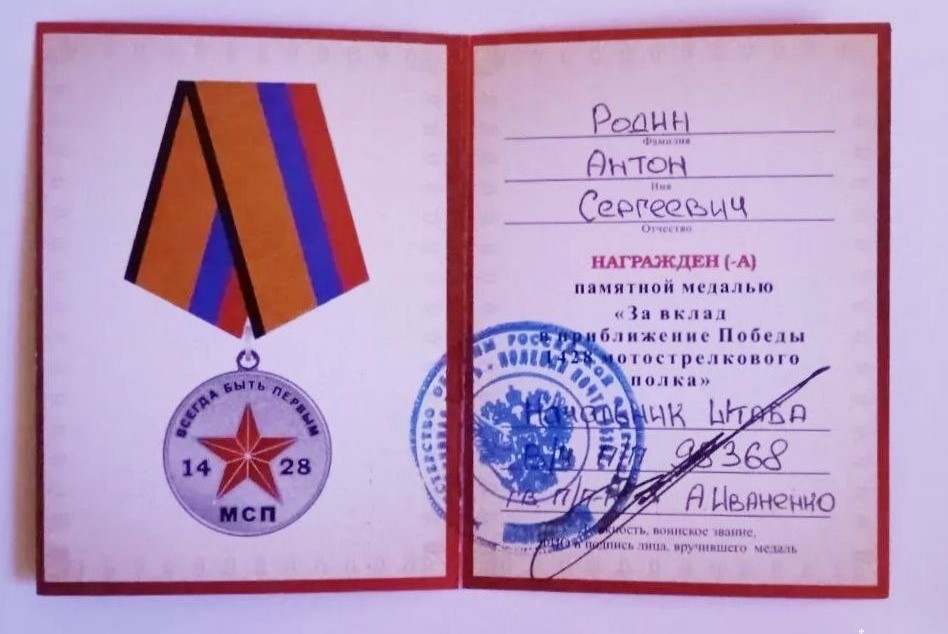 ВСЕГДА БЫТЬ ПЕРВЫМ
14 28
МСП
Родин
Фамилия
Антон
Имя
Сергеевич
Отчество
НАГРАЖДЕН (-А)
памятной медалью
«За вклад
в приближение Победы
1428 мотострелкового
полка»
Начальник штаба
В/ч п/п 98368
А.Иваненко
должность, воинское звание,
ФИО и подпись лица, вручившего медаль